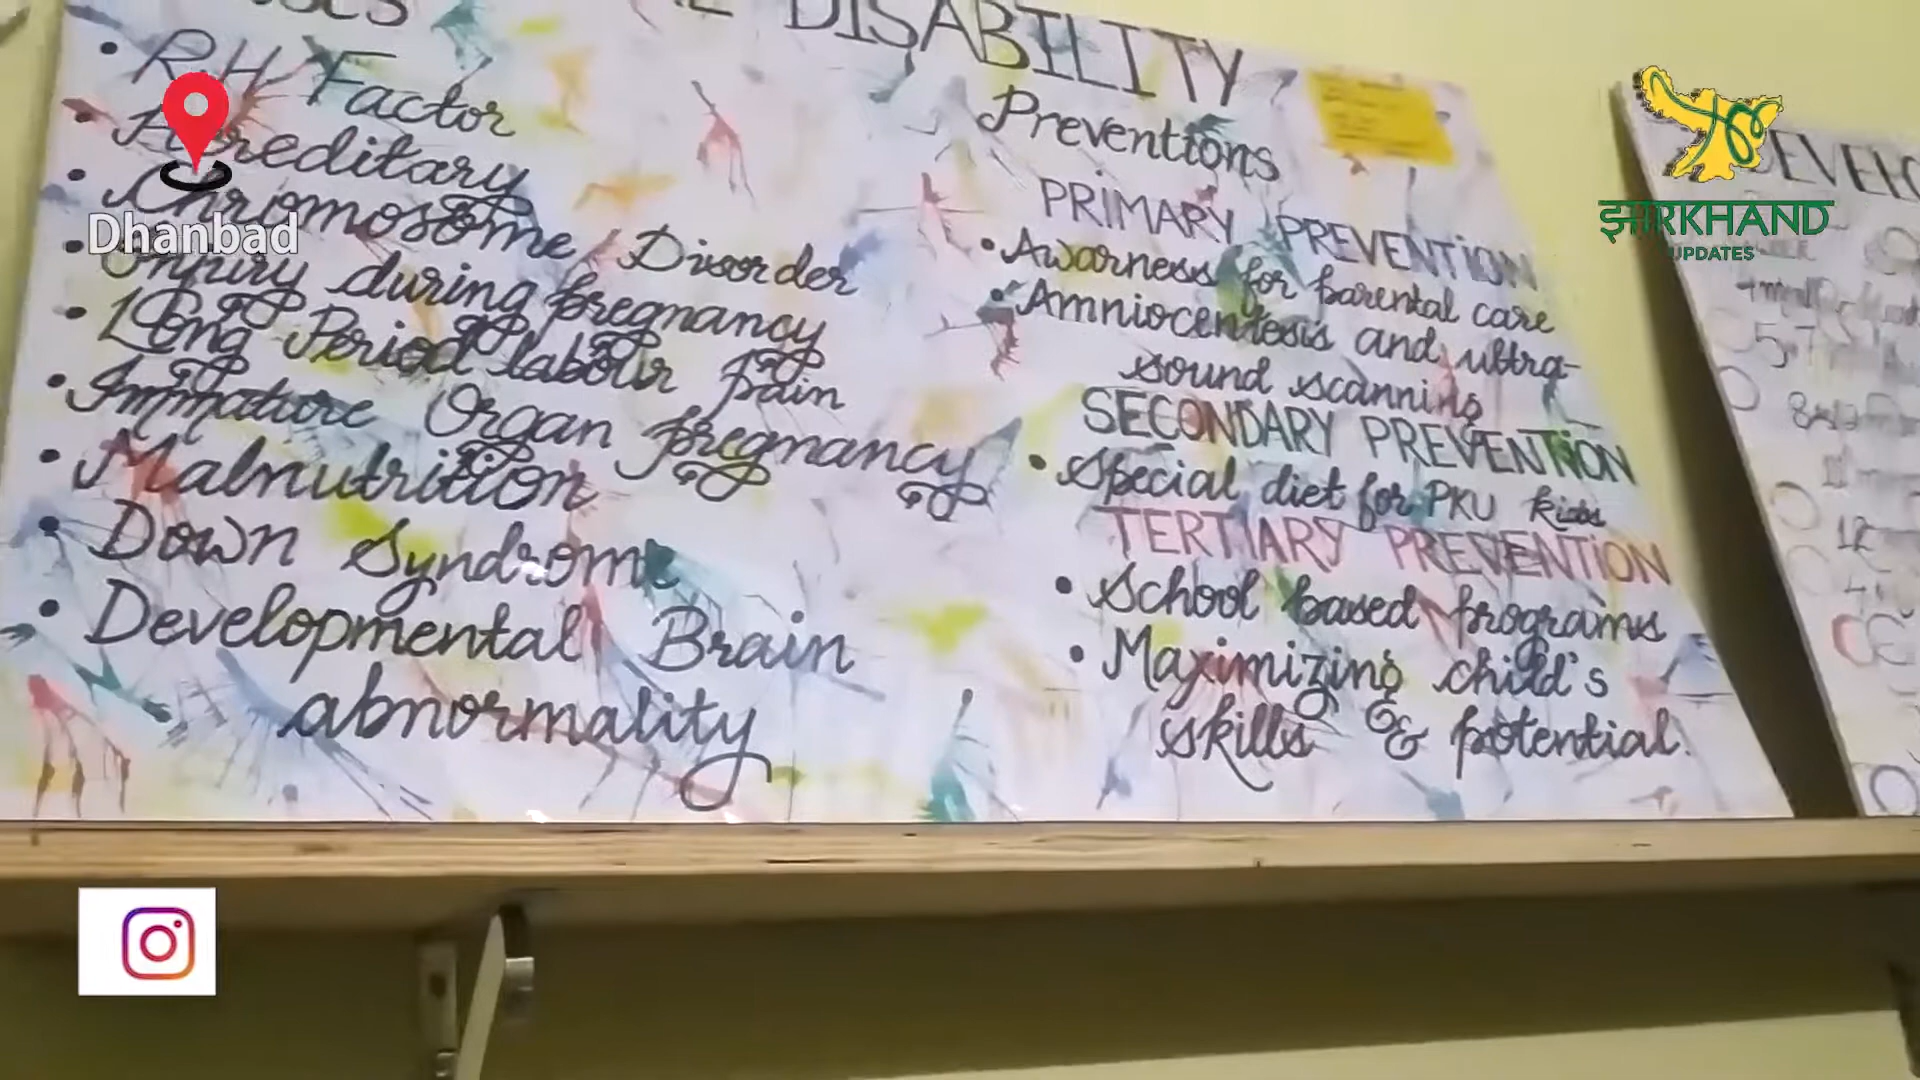 DISABILITY
• R.H Factor
• Hereditary
• Chromosome Disorder
• Injury during pregnancy
• Long Period labour pain
• Immature Organ pregnancy
• Malnutrition
• Down Syndrome
• Developmental Brain
abnormality
Preventions
PRIMARY PREVENTION
• Awarness for parental care
• Amniocentesis and ultra-
sound scanning
SECONDARY PREVENTION
• Special diet for PKU kids
TERTIARY PREVENTION
• School based programs
• Maximizing child's
skills & potential.
Dhanbad
झारKHAND
UPDATES